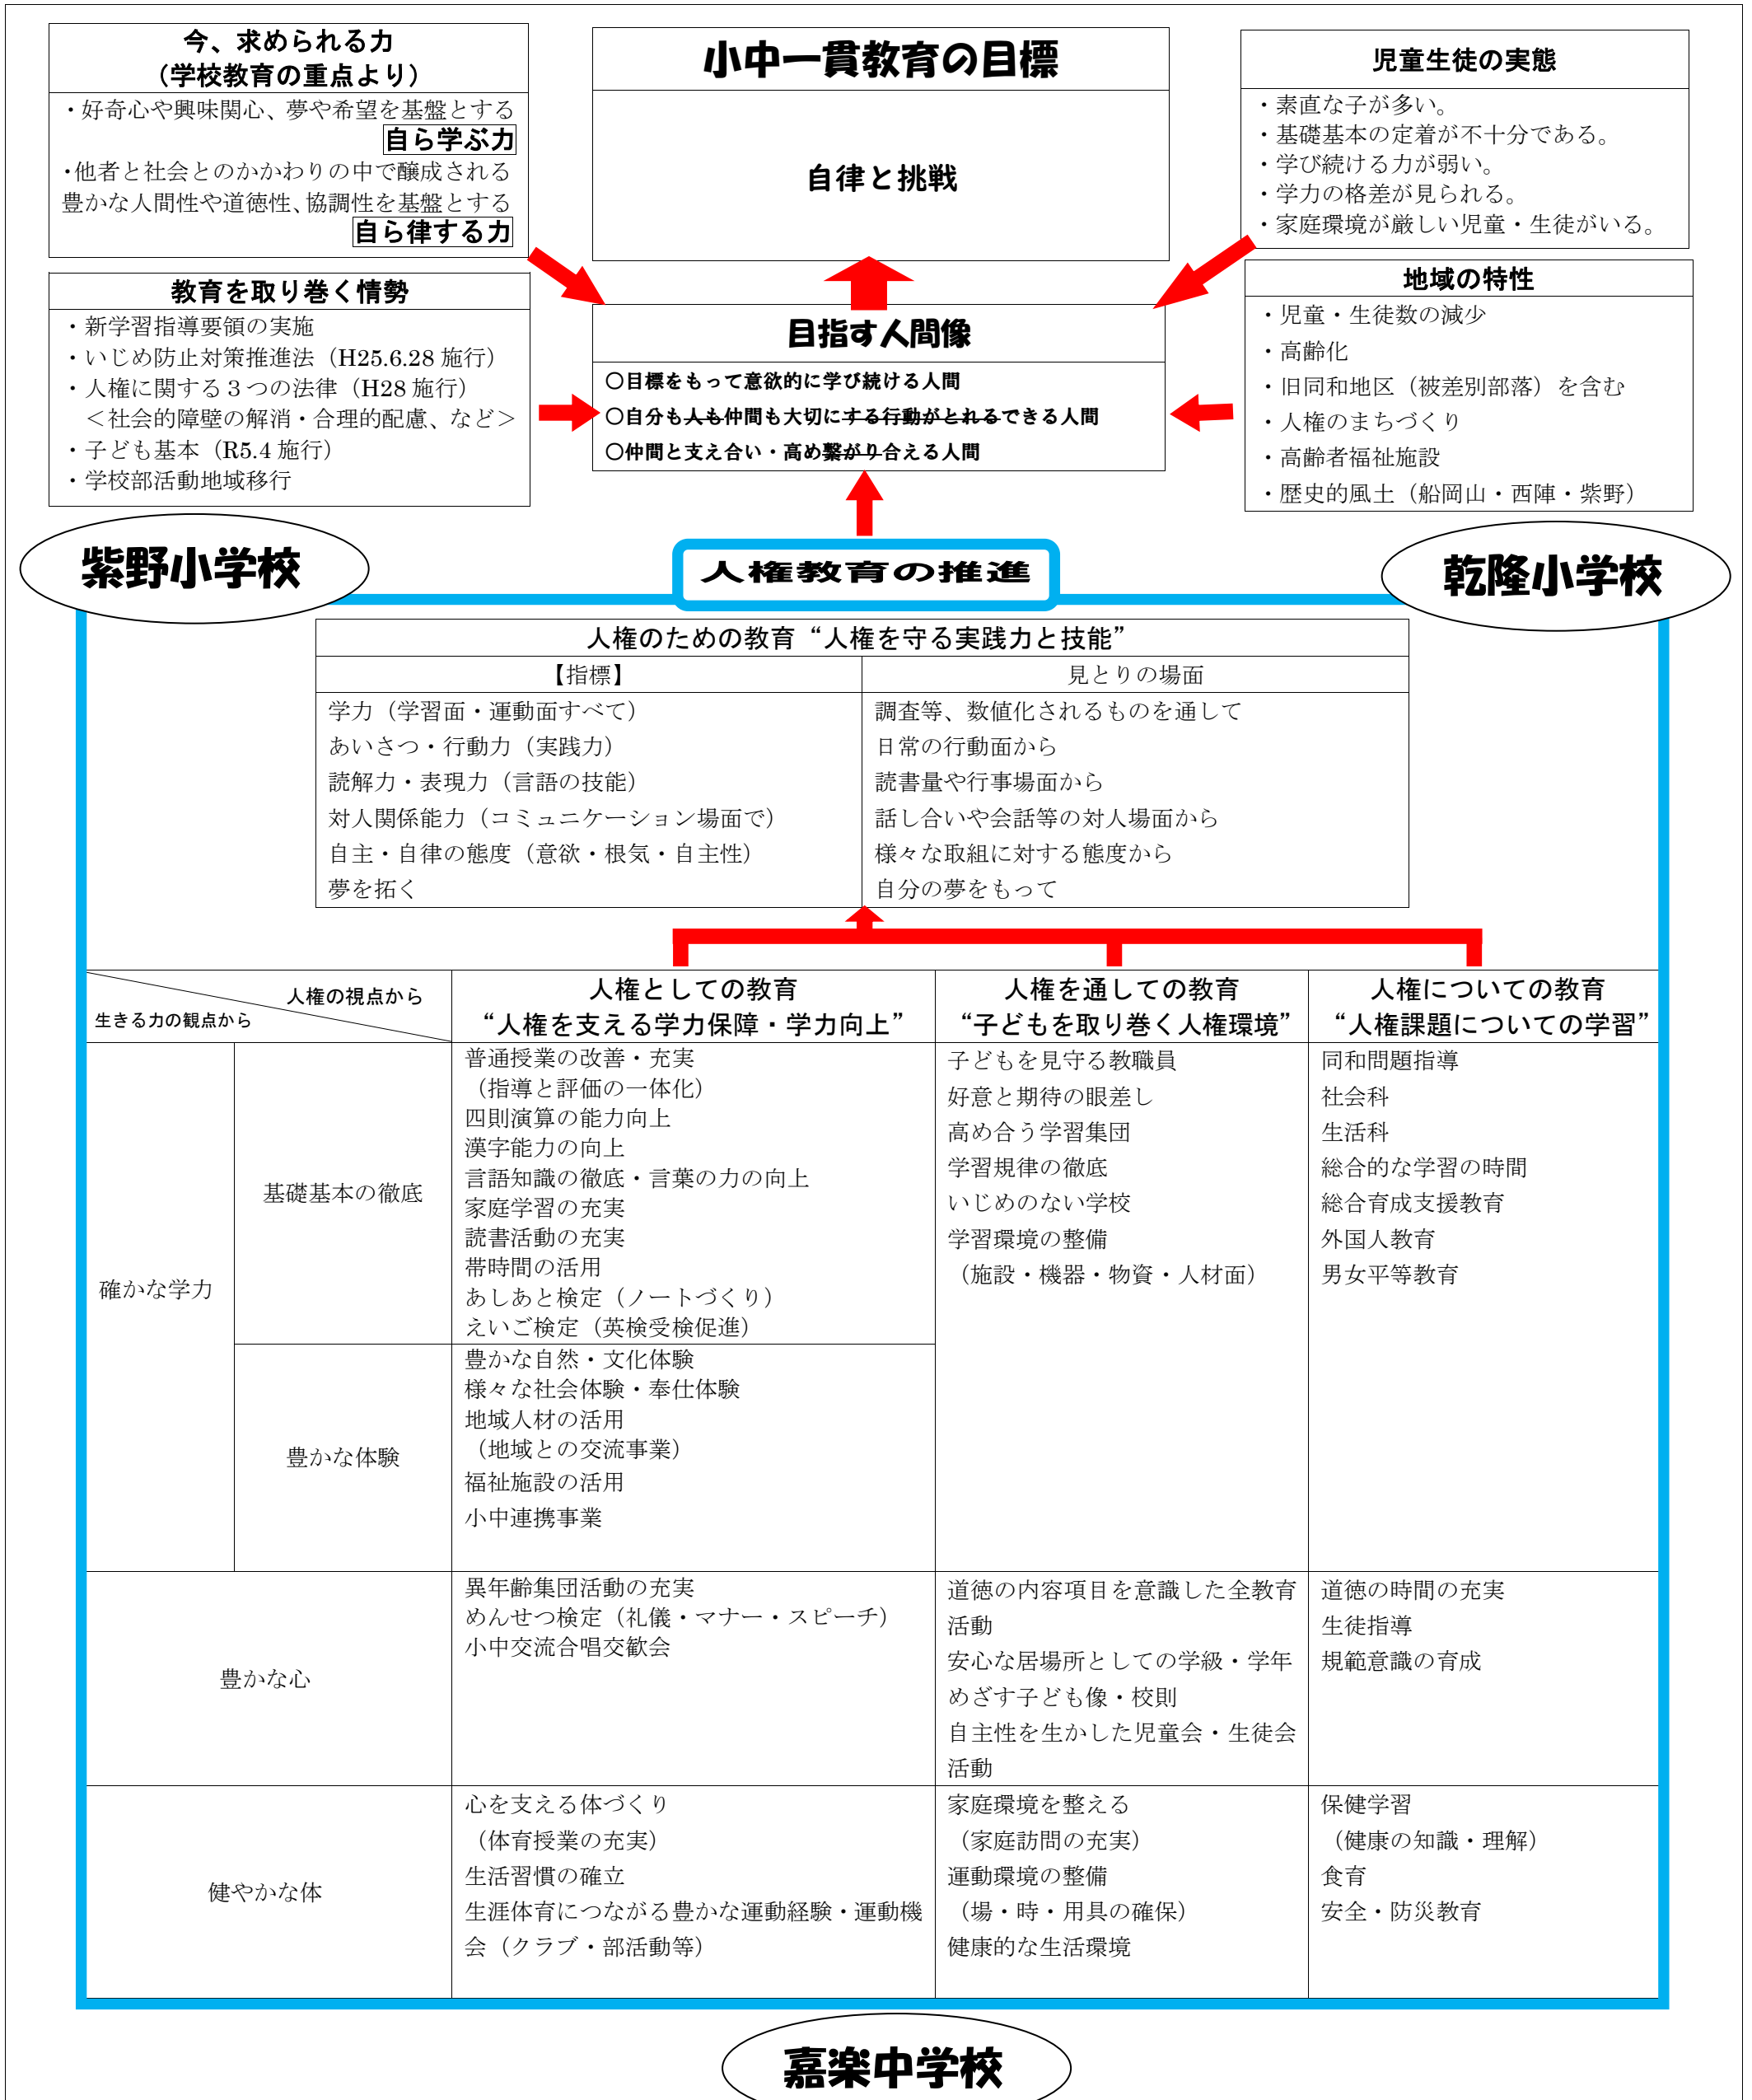 今、求められる力
（学校教育の重点より）
・好奇心や興味関心、夢や希望を基盤とする
自ら学ぶ力
・他者と社会とのかかわりの中で醸成される
豊かな人間性や道徳性、協調性を基盤とする
自ら律する力
小中一貫教育の目標
自律と挑戦
児童生徒の実態
・素直な子が多い。
・基礎基本の定着が不十分である。
・学び続ける力が弱い。
・学力の格差が見られる。
・家庭環境が厳しい児童・生徒がいる。
教育を取り巻く情勢
・新学習指導要領の実施
・いじめ防止対策推進法（H25.6.28 施行）
・人権に関する３つの法律（H28 施行）
＜社会的障壁の解消・合理的配慮、など＞
・子ども基本（R5.4 施行）
・学校部活動地域移行
目指す人間像
〇目標をもって意欲的に学び続ける人間
〇自分も人も仲間も大切にする行動がとれるできる人間
〇仲間と支え合い・高め繋がり合える人間
地域の特性
・児童・生徒数の減少
・高齢化
・旧同和地区（被差別部落）を含む
・人権のまちづくり
・高齢者福祉施設
・歴史的風土（船岡山・西陣・紫野）
紫野小学校
人権教育の推進
乾隆小学校
人権のための教育“人権を守る実践力と技能”
【指標】
見とりの場面
学力（学習面・運動面すべて）
調査等、数値化されるものを通して
あいさつ・行動力（実践力）
日常の行動面から
読解力・表現力（言語の技能）
読書量や行事場面から
対人関係能力（コミュニケーション場面で）
話し合いや会話等の対人場面から
自主・自律の態度（意欲・根気・自主性）
様々な取組に対する態度から
夢を拓く
自分の夢をもって
人権の視点から
生きる力の観点から
人権としての教育
“人権を支える学力保障・学力向上”
人権を通しての教育
“子どもを取り巻く人権環境”
人権についての教育
“人権課題についての学習”
確かな学力
基礎基本の徹底
普通授業の改善・充実
（指導と評価の一体化）
四則演算の能力向上
漢字能力の向上
言語知識の徹底・言葉の力の向上
家庭学習の充実
読書活動の充実
帯時間の活用
あしあと検定（ノートづくり）
えいご検定（英検受検促進）
子どもを見守る教職員
好意と期待の眼差し
高め合う学習集団
学習規律の徹底
いじめのない学校
学習環境の整備
（施設・機器・物資・人材面）
同和問題指導
社会科
生活科
総合的な学習の時間
総合育成支援教育
外国人教育
男女平等教育
豊かな体験
豊かな自然・文化体験
様々な社会体験・奉仕体験
地域人材の活用
（地域との交流事業）
福祉施設の活用
小中連携事業
豊かな心
異年齢集団活動の充実
めんせつ検定（礼儀・マナー・スピーチ）
小中交流合唱交歓会
道徳の内容項目を意識した全教育
活動
安心な居場所としての学級・学年
めざす子ども像・校則
自主性を生かした児童会・生徒会
活動
道徳の時間の充実
生徒指導
規範意識の育成
健やかな体
心を支える体づくり
（体育授業の充実）
生活習慣の確立
生涯体育につながる豊かな運動経験・運動機
会（クラブ・部活動等）
家庭環境を整える
（家庭訪問の充実）
運動環境の整備
（場・時・用具の確保）
健康的な生活環境
保健学習
（健康の知識・理解）
食育
安全・防災教育
嘉楽中学校